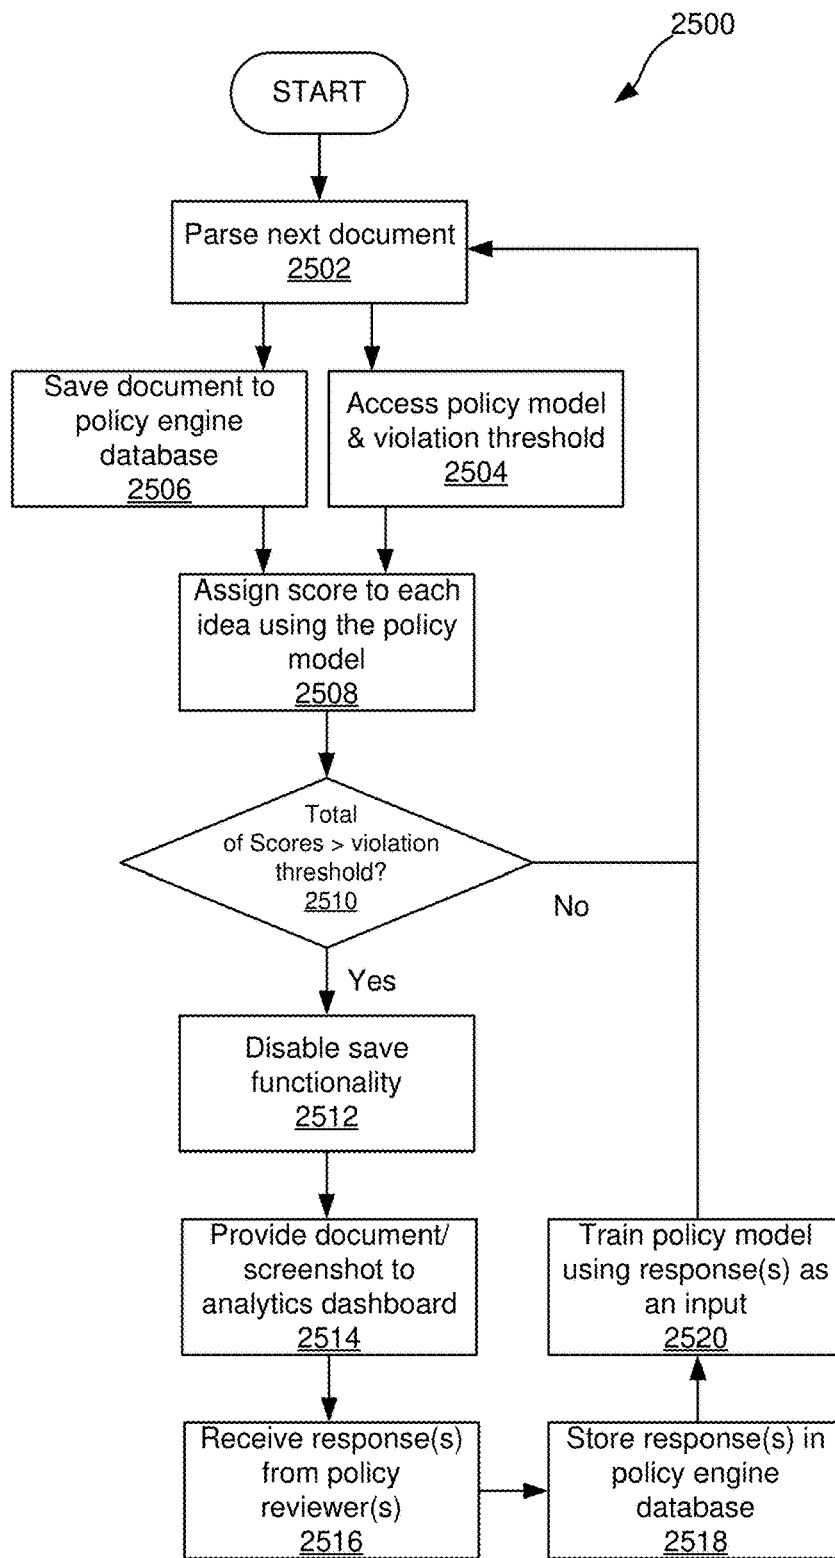 2500
START
Parse next document
2502
Save document to
policy engine
database
2506
Access policy model
& violation threshold
2504
Assign score to each
idea using the policy
model
2508
Total
of Scores > violation
threshold?
2510
No
Yes
Disable save
functionality
2512
Provide document/
screenshot to
analytics dashboard
2514
Train policy model
using response(s) as
an input
2520
Receive response(s)
from policy
reviewer(s)
2516
Store response(s) in
policy engine
database
2518